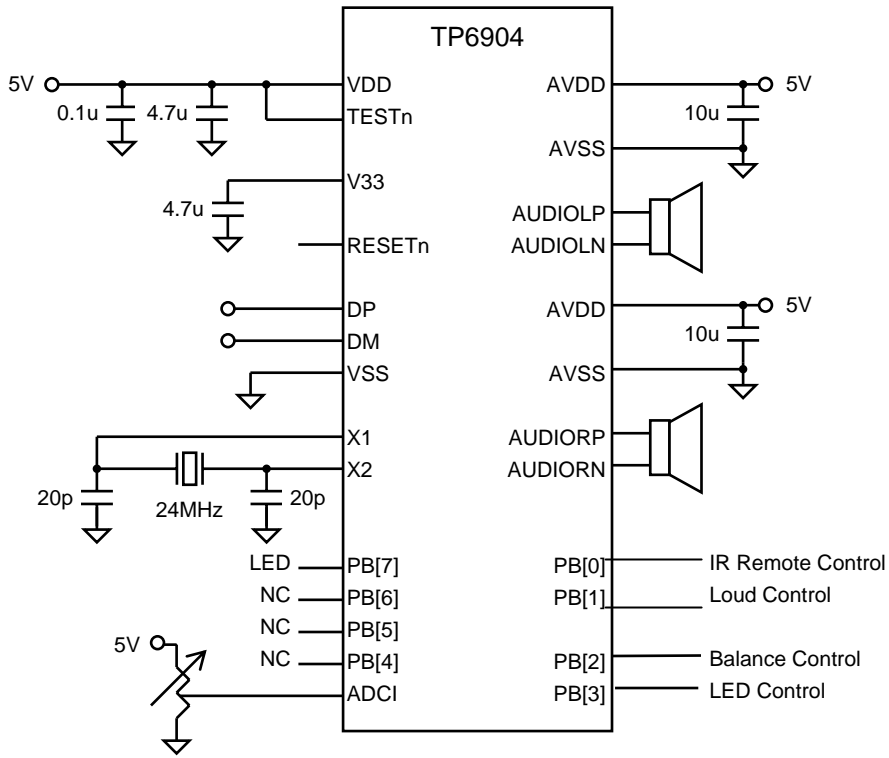 TP6904
5V
VDD
AVDD
5V
0.1u
4.7u
TESTn
10u
AVSS
V33
4.7u
AUDIOLP
RESETn
AUDIOLN
DP
AVDD
5V
DM
10u
VSS
AVSS
X1
AUDIORP
X2
AUDIORN
20p
24MHz
20p
LED
PB[7]
PB[0]
IR Remote Control
NC
PB[6]
PB[1]
Loud Control
NC
PB[5]
5V
NC
PB[4]
PB[2]
Balance Control
ADCI
PB[3]
LED Control